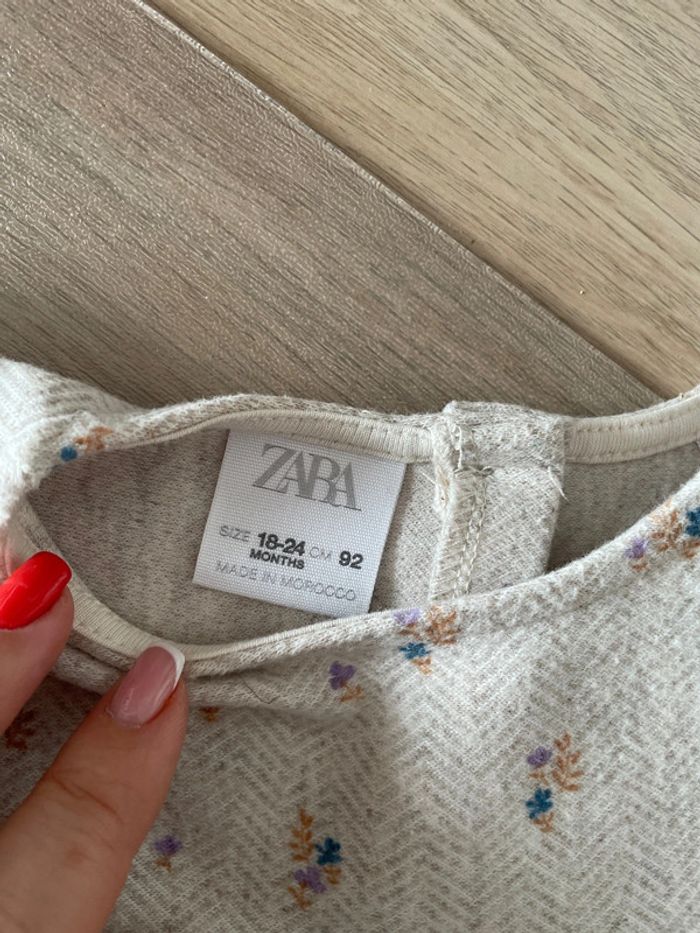 ZARA
SIZE 18-24 MONTHS CM 92
MADE IN MOROCCO